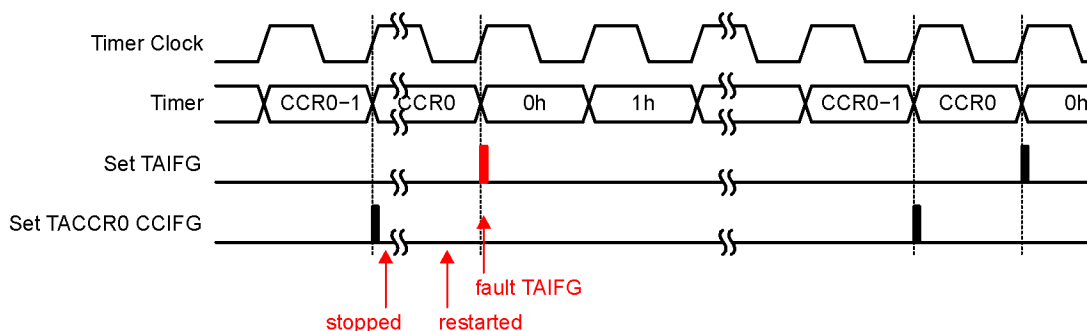 Timer Clock
Timer CCR0−1 CCR0 0h 1h CCR0−1 CCR0 0h
Set TAIFG
Set TACCR0 CCIFG
fault TAIFG
stopped restarted